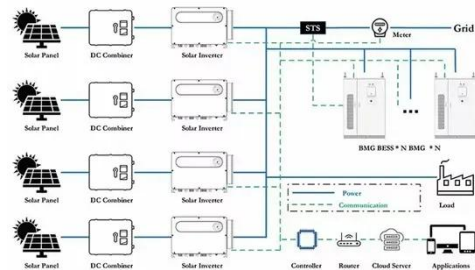 STS
Grid
Meter
Solar Panel
DC Combiner
Solar Inverter
Solar Panel
DC Combiner
Solar Inverter
BMG BESS * N BMG * N
Solar Panel
DC Combiner
Solar Inverter
Power
Communication
Load
Solar Panel
DC Combiner
Solar Inverter
Controller
Router
Cloud Server
Applications